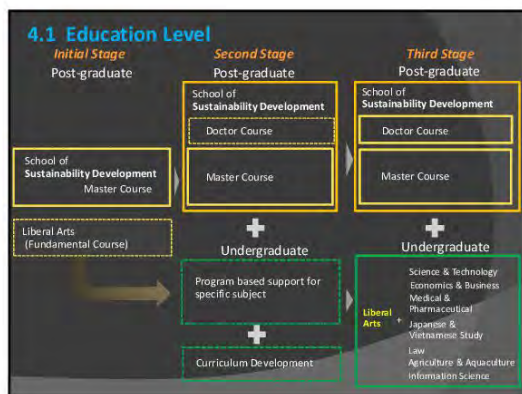 4.1 Education Level
Initial Stage
Post-graduate
School of
Sustainability Development
Master Course
Liberal Arts
(Fundamental Course)
Second Stage
Post-graduate
School of
Sustainability Development
Doctor Course
Master Course
Undergraduate
Program based support for
specific subject
Curriculum Development
Third Stage
Post-graduate
School of
Sustainability Development
Doctor Course
Master Course
Undergraduate
Liberal
Arts
+
Science & Technology
Economics & Business
Medical &
Pharmaceutical
Japanese &
Vietnamese Study
Law
Agriculture & Aquaculture
Information Science